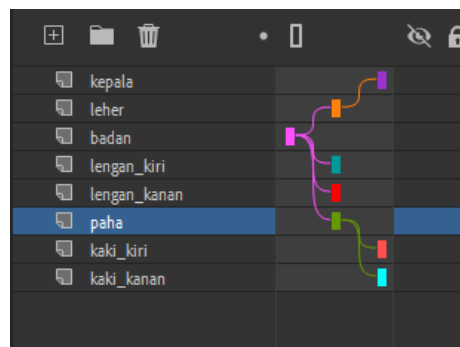 kepala
leher
badan
lengan_kiri
lengan_kanan
paha
kaki_kiri
kaki_kanan